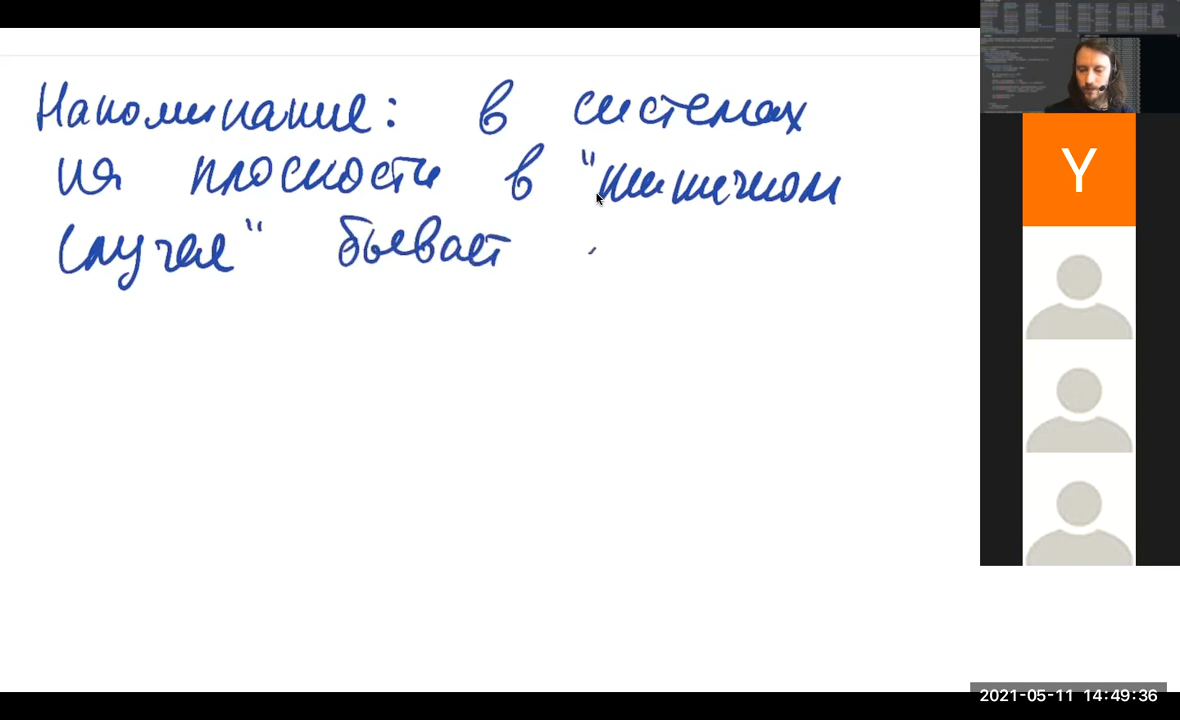 Напоминание: в системах
на плоскости в "типичном
случае" бывает
Y
2021-05-11 14:49:36